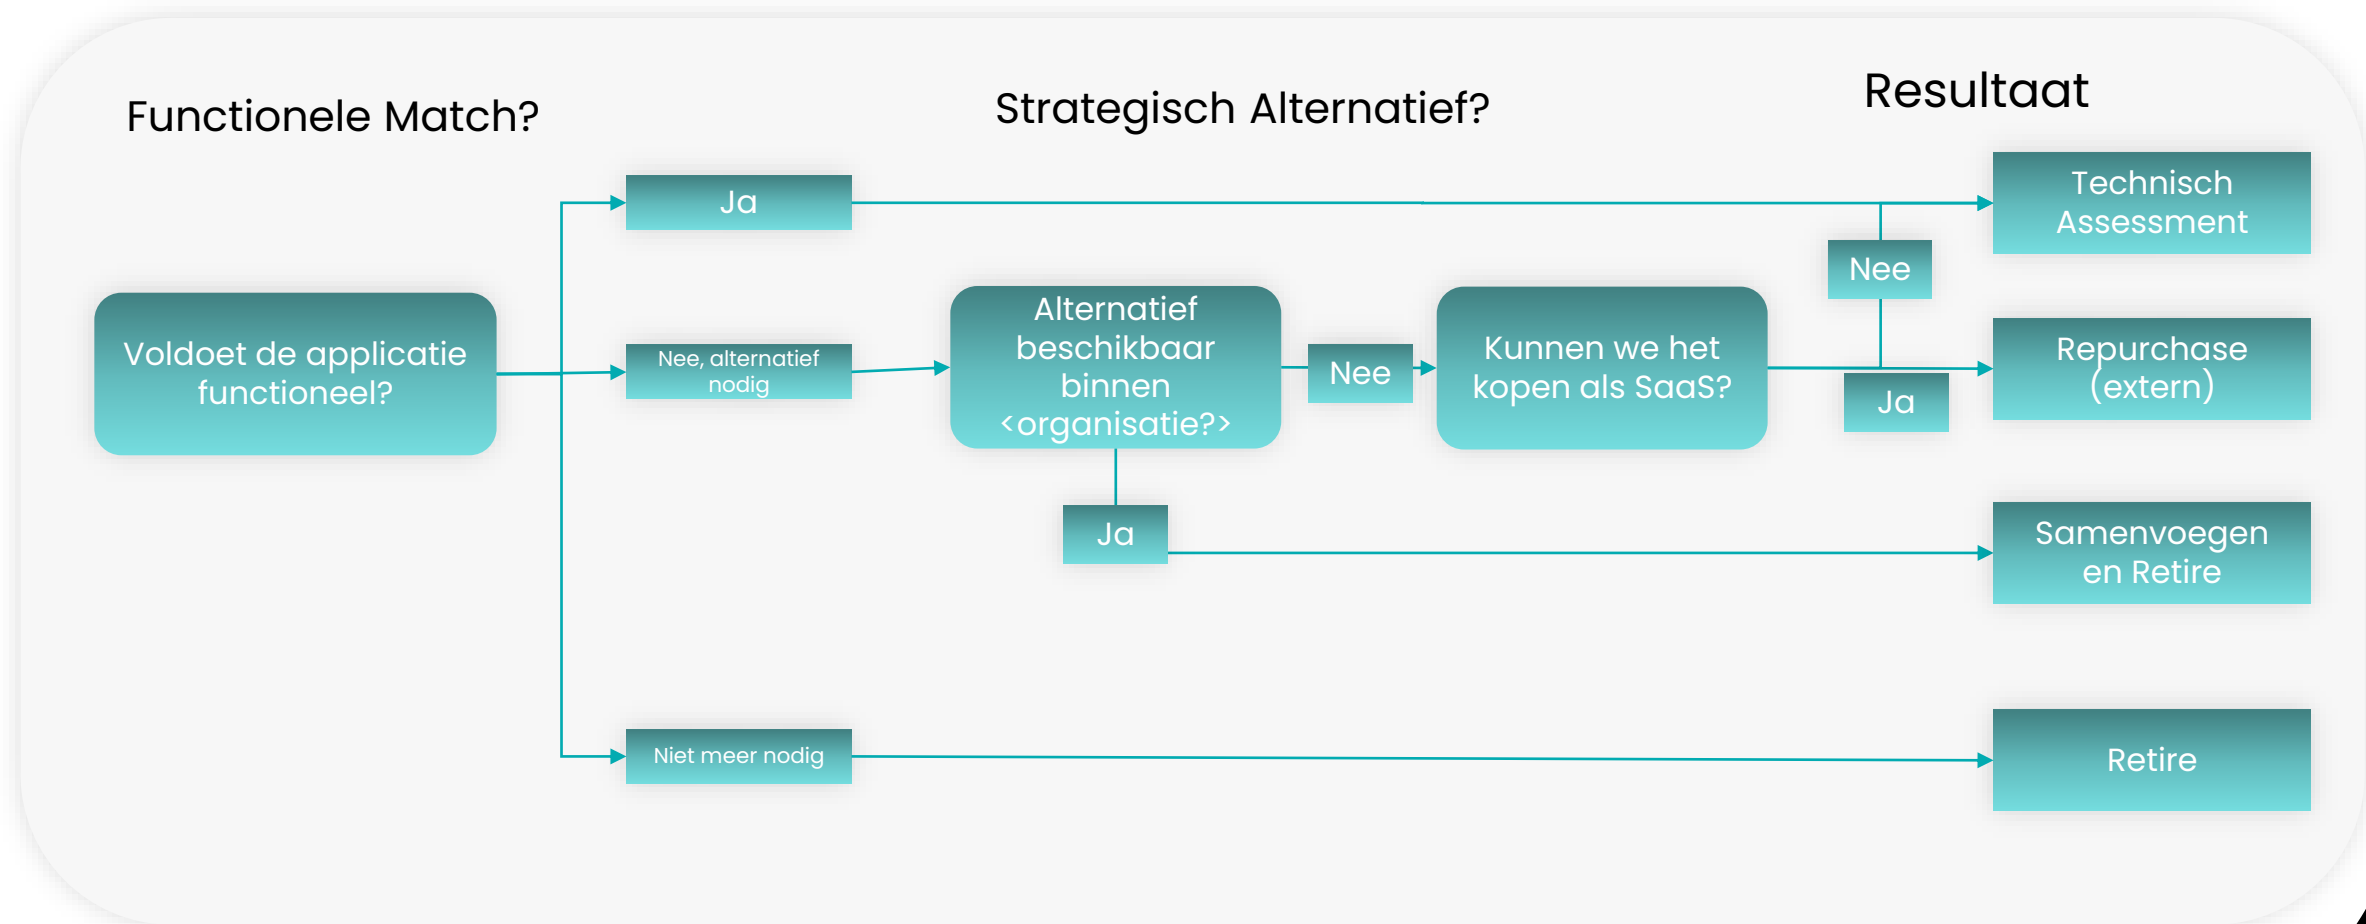 Functionele Match?
Strategisch Alternatief?
Resultaat
Voldoet de applicatie
functioneel?
Ja
Nee, alternatief
nodig
Niet meer nodig
Alternatief
beschikbaar
binnen
<organisatie?>
Nee
Ja
Kunnen we het
kopen als SaaS?
Nee
Ja
Technisch
Assessment
Repurchase
(extern)
Samenvoegen
en Retire
Retire